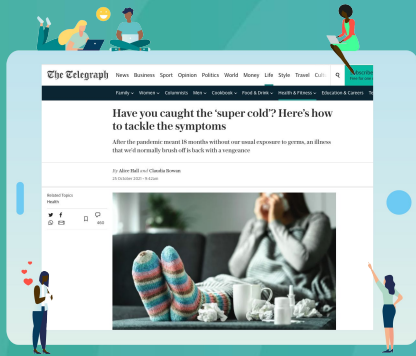 The Telegraph News Business Sport Opinion Politics World Money Life Style Travel Cult
Subscribe
Family Women Columnists Men Cookbook Food & Drink Health & Fitness Education & Careers
Have you caught the ‘super cold’? Here’s how
to tackle the symptoms
After the pandemic meant 18 months without our usual exposure to germs, an illness
that we’d normally brush off is back with a vengeance
By Alice Hall and Claudia Rowan
Related Topics
Health